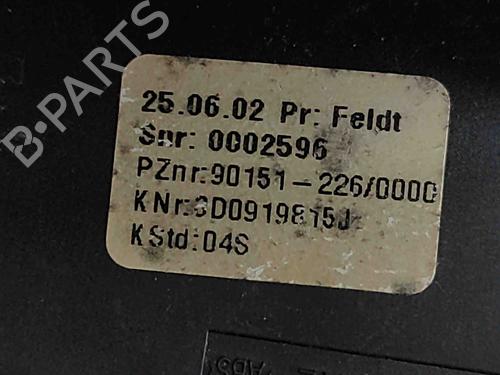 B-PARTS
25.06.02 Pr: Feldt
Snr: 0002596
PZnr:90151-226/0000
KNr:3D0919815J
KStd:04S